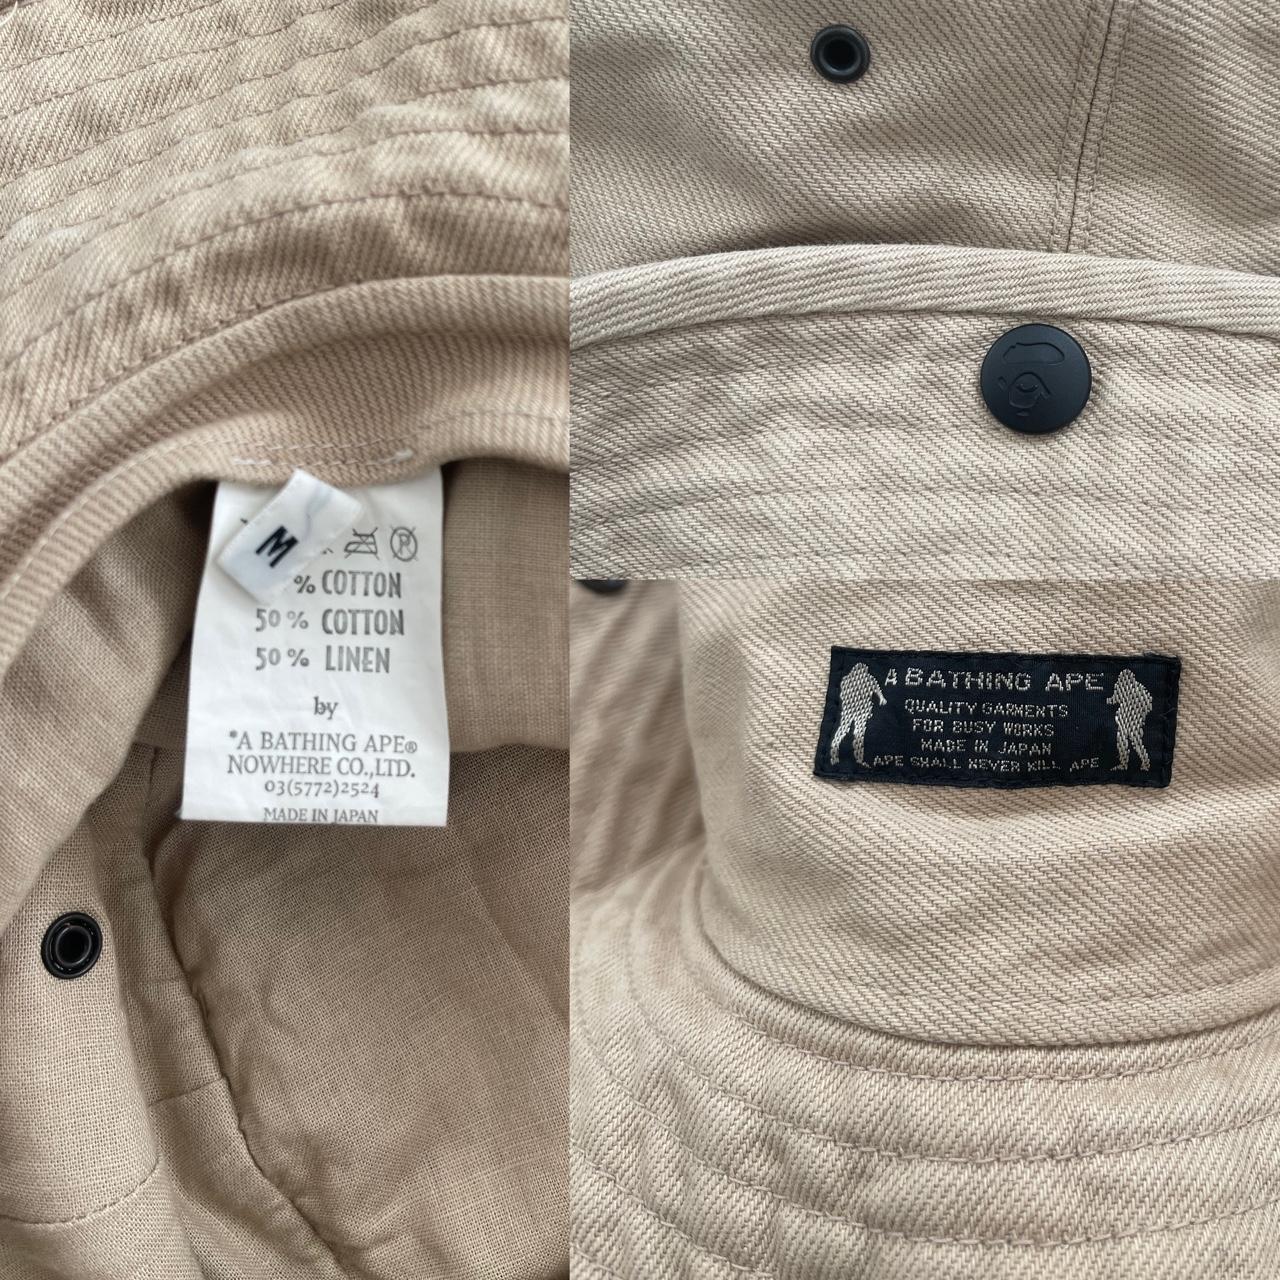 M
% COTTON
50% COTTON
50% LINEN
by
*A BATHING APE®
NOWHERE CO.,LTD.
03(5772)2524
MADE IN JAPAN
A BATHING APE
QUALITY GARMENTS
FOR BUSY WORKS
MADE IN JAPAN
APE SHALL NEVER KILL APE